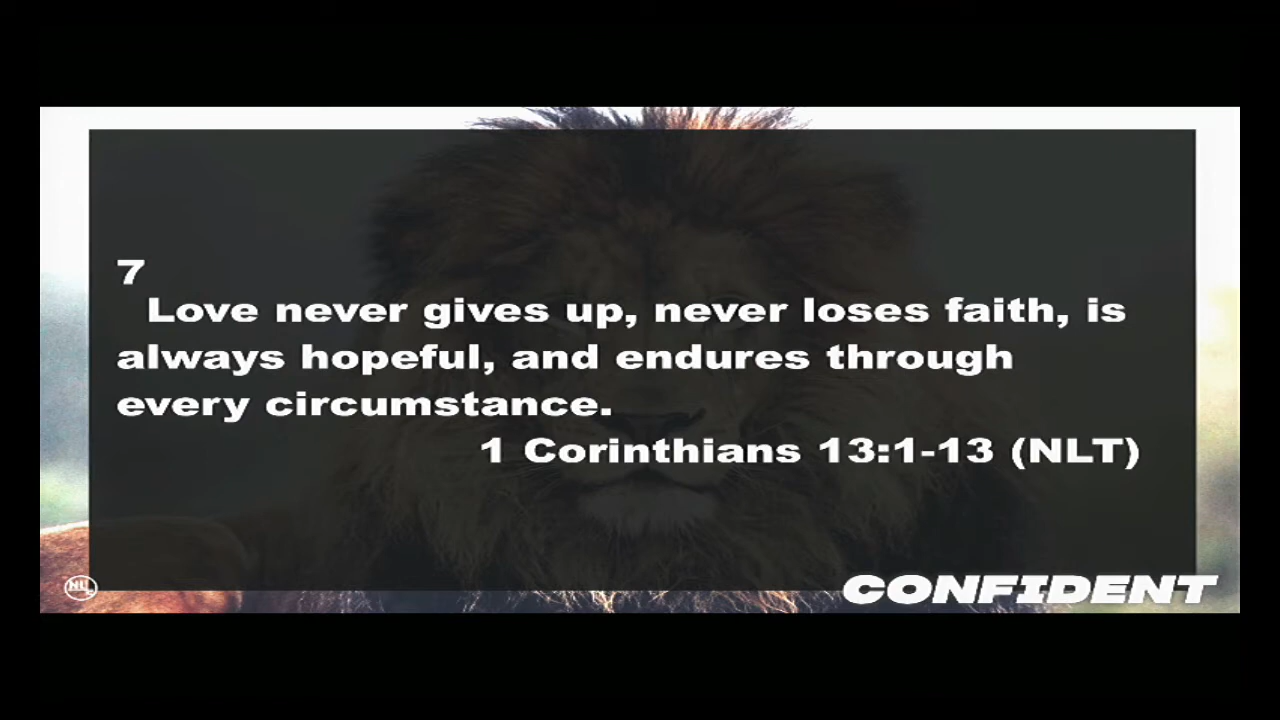 7
Love never gives up, never loses faith, is
always hopeful, and endures through
every circumstance.
1 Corinthians 13:1-13 (NLT)
CONFIDENT